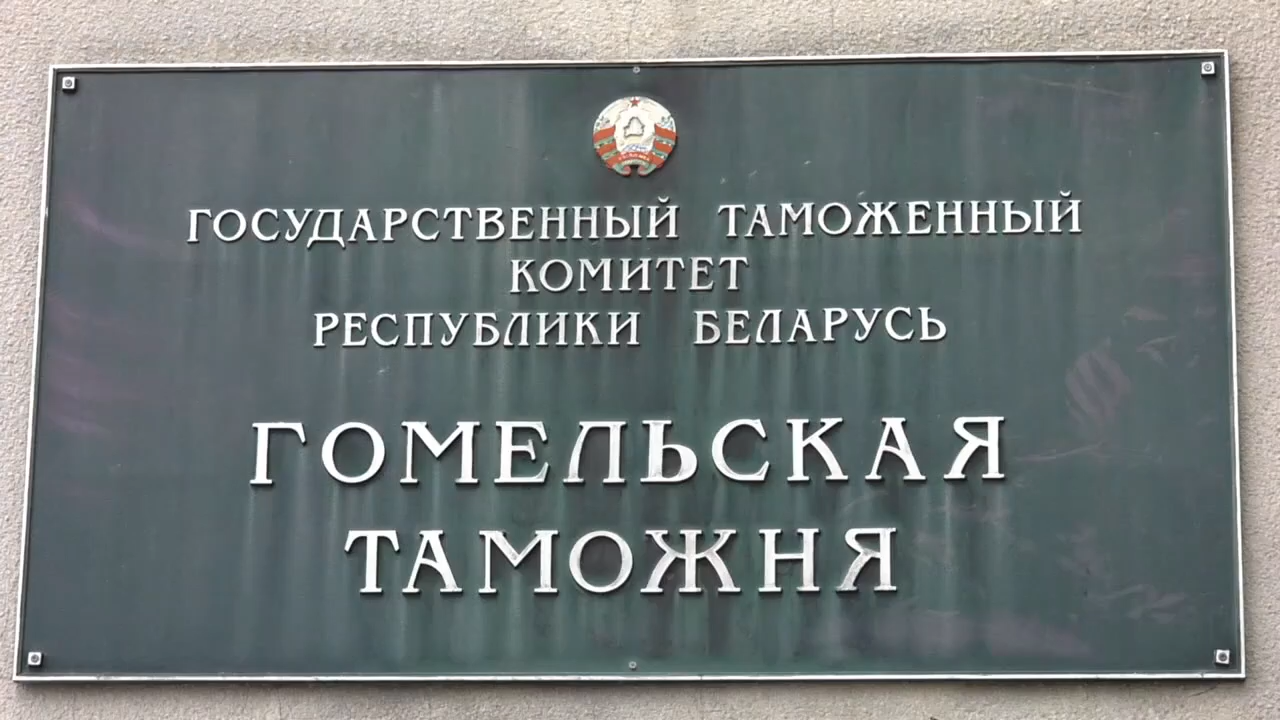 ГОСУДАРСТВЕННЫЙ ТАМОЖЕННЫЙ
КОМИТЕТ
РЕСПУБЛИКИ БЕЛАРУСЬ
ГОМЕЛЬСКАЯ
ТАМОЖНЯ